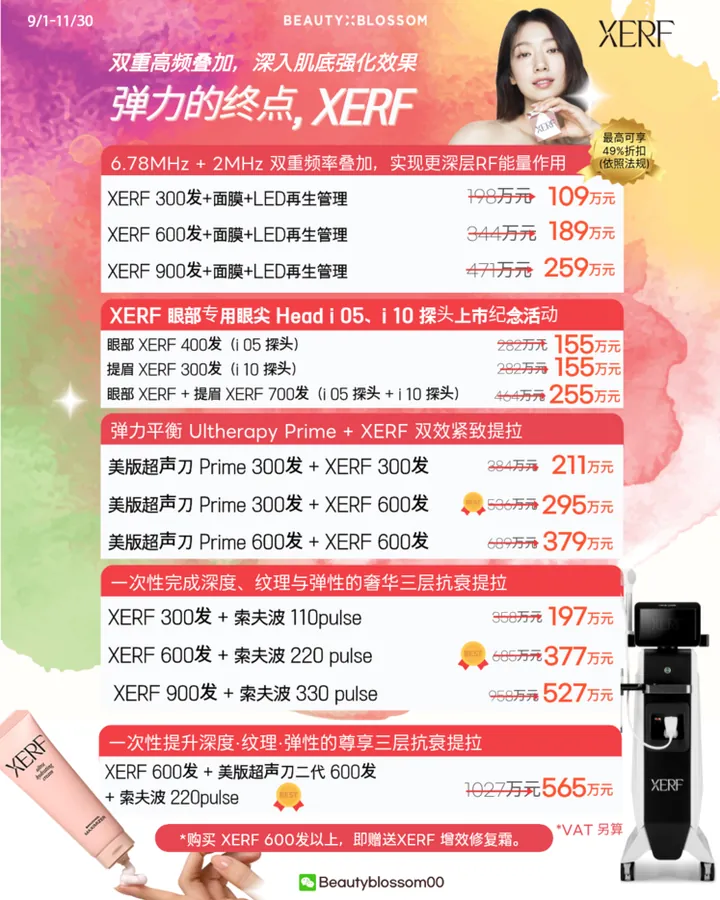 9/1-11/30
BEAUTY BLOSSOM
XERF
双重高频叠加，深入肌底强化效果
弹力的终点, XERF
最高可享
49%折扣
(依照法规)
6.78MHz + 2MHz 双重频率叠加，实现更深层RF能量作用
XERF 300发+面膜+LED再生管理 198万元 109万元
XERF 600发+面膜+LED再生管理 344万元 189万元
XERF 900发+面膜+LED再生管理 471万元 259万元
XERF 眼部专用眼尖 Head i 05、i 10 探头上市纪念活动
眼部 XERF 400发（i 05 探头） 282万元 155万元
提眉 XERF 300发（i 10 探头） 282万元 155万元
眼部 XERF + 提眉 XERF 700发（i 05 探头 + i 10 探头） 464万元 255万元
弹力平衡 Ultherapy Prime + XERF 双效紧致提拉
美版超声刀 Prime 300发 + XERF 300发 384万元 211万元
美版超声刀 Prime 300发 + XERF 600发 BEST 536万元 295万元
美版超声刀 Prime 600发 + XERF 600发 689万元 379万元
一次性完成深度、纹理与弹性的奢华三层抗衰提拉
XERF 300发 + 索夫波 110pulse 358万元 197万元
XERF 600发 + 索夫波 220 pulse BEST 685万元 377万元
XERF 900发 + 索夫波 330 pulse 958万元 527万元
一次性提升深度·纹理·弹性的尊享三层抗衰提拉
XERF 600发 + 美版超声刀二代 600发
+ 索夫波 220pulse BEST 1027万元 565万元
*购买 XERF 600发以上，即赠送XERF 增效修复霜。
*VAT 另算
Beautyblossom00
XERF
XERF